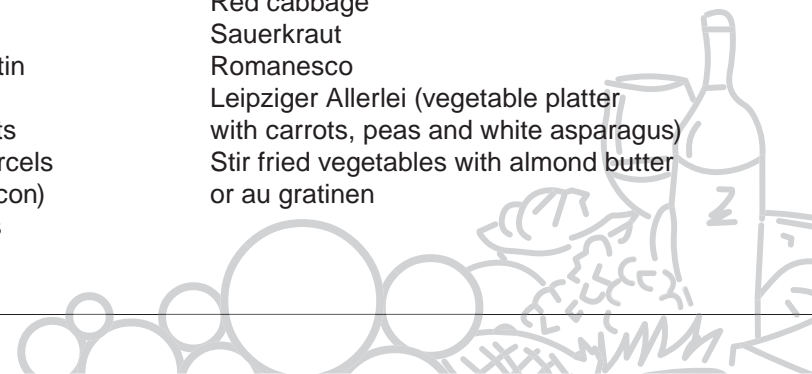 Red cabbage
Sauerkraut
tin
Romanesco
Leipziger Allerlei (vegetable platter
ts
with carrots, peas and white asparagus)
rcels
Stir fried vegetables with almond butter
con)
or au gratinen
s
Z